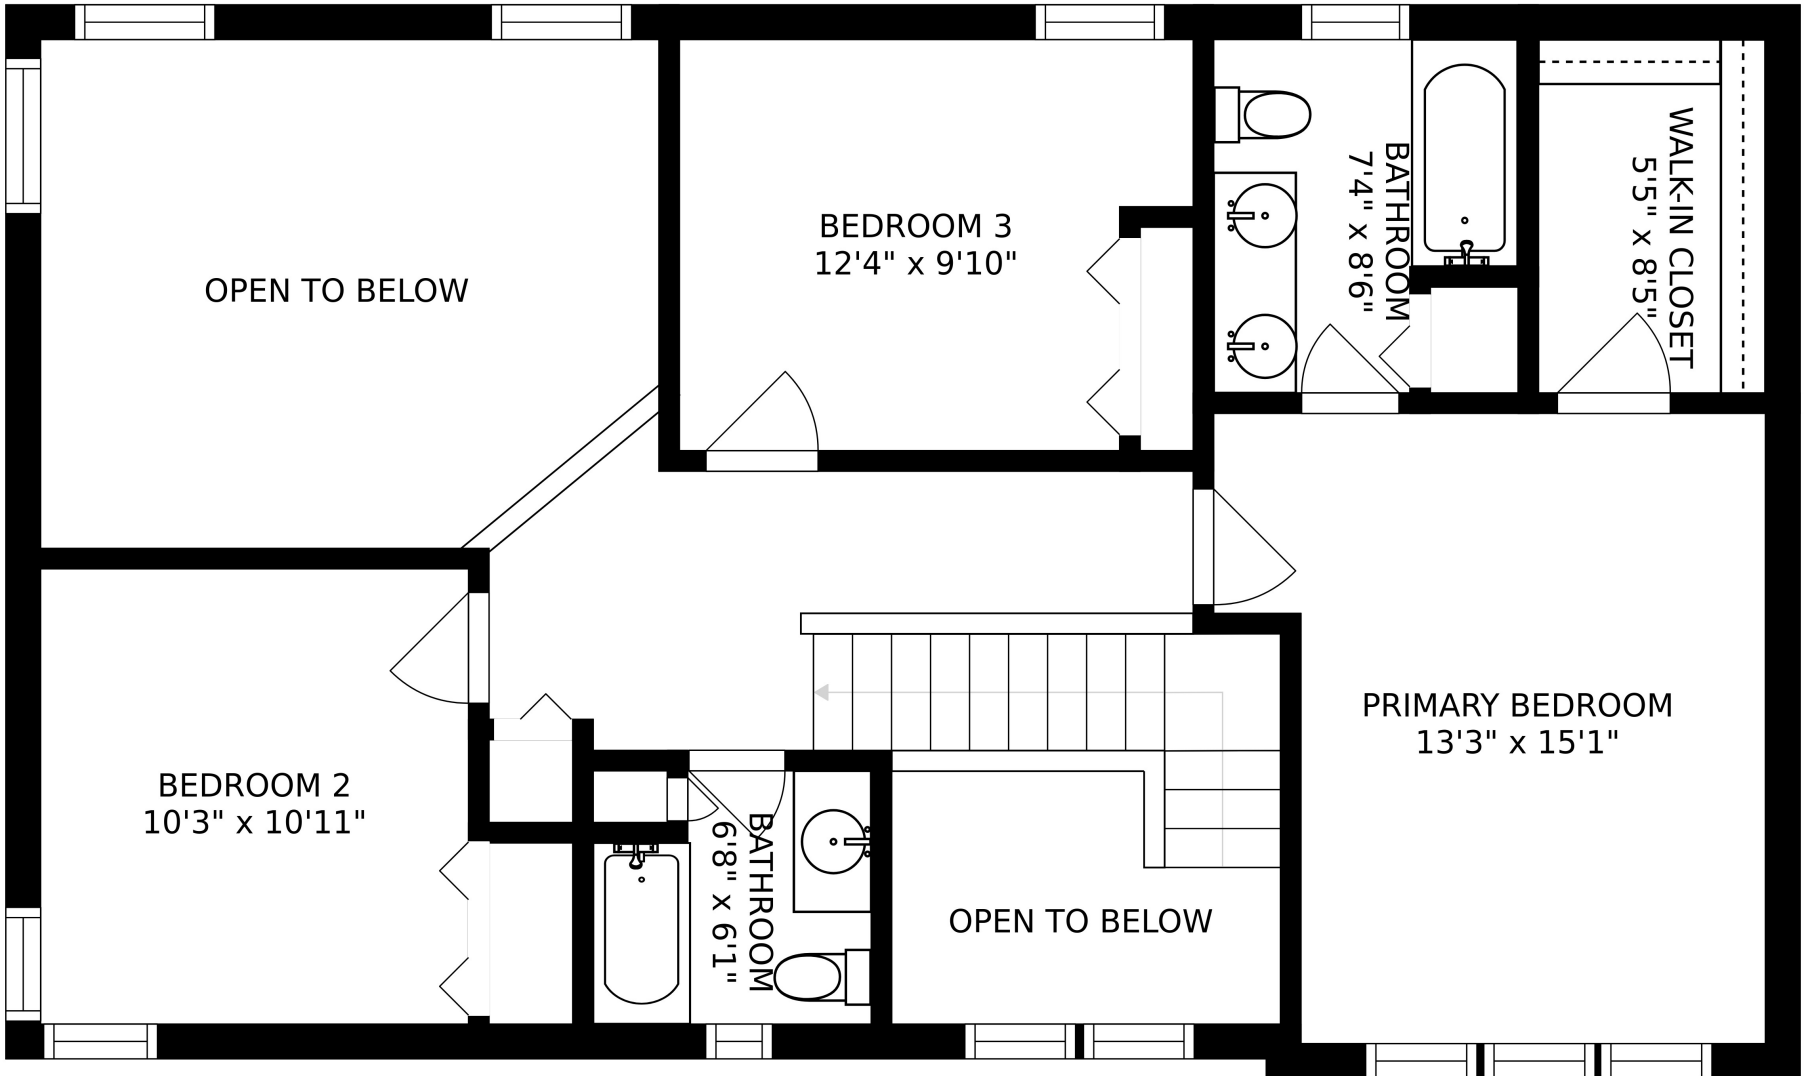 OPEN TO BELOW
BEDROOM 3
12'4" x 9'10"
BATHROOM
7'4" x 8'6"
WALK-IN CLOSET
5'5" x 8'5"
PRIMARY BEDROOM
13'3" x 15'1"
BEDROOM 2
10'3" x 10'11"
BATHROOM
6'8" x 6'1"
OPEN TO BELOW